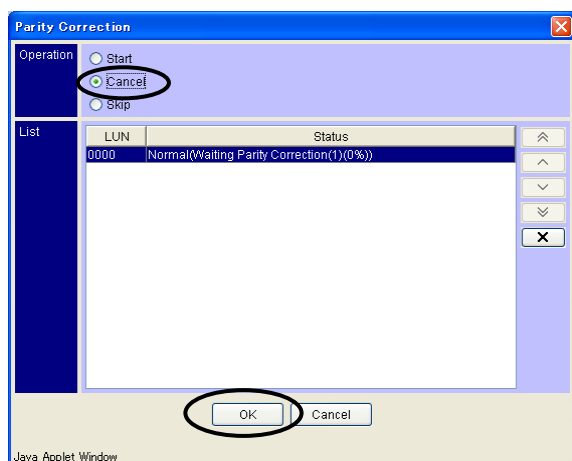 Parity Correction
Operation
Start
Cancel
Skip
List
LUN Status
0000 Normal(Waiting Parity Correction(1)(0%))
OK Cancel
Java Applet Window